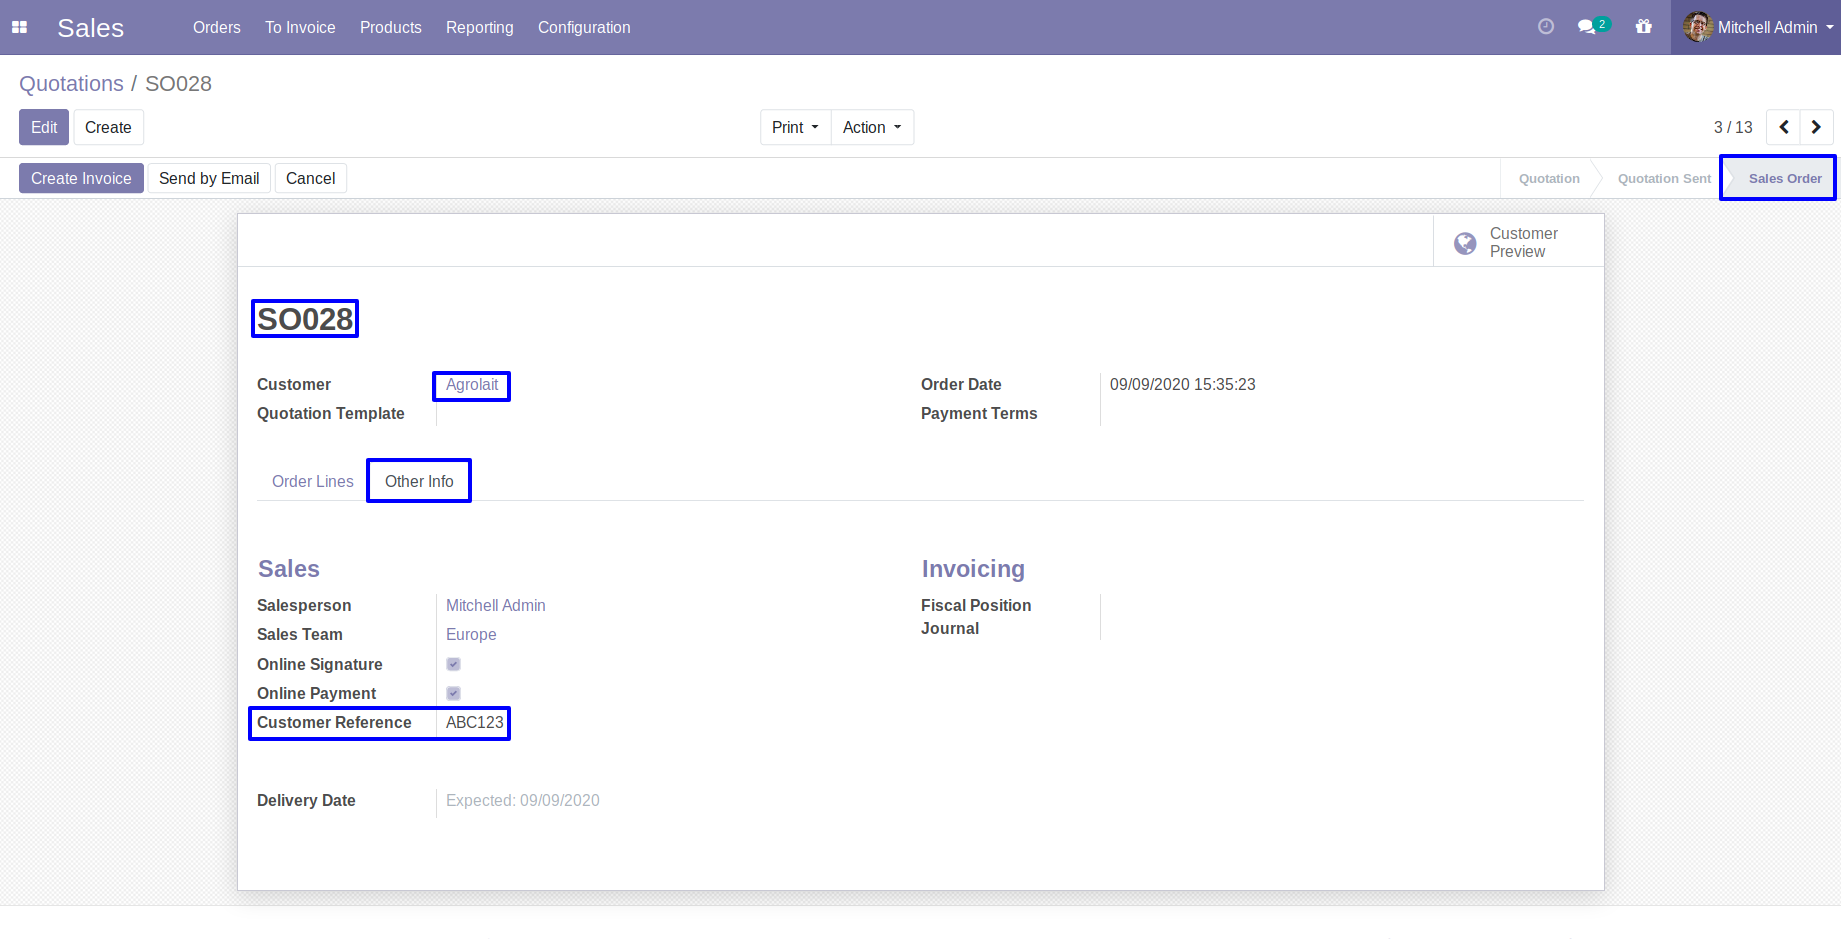 Sales Orders To Invoice Products Reporting Configuration 2 Mitchell Admin
Quotations / SO028
Edit Create Print Action 3 / 13
Create Invoice Send by Email Cancel Quotation Quotation Sent Sales Order
Customer
Preview
SO028
Customer Agrolait Order Date 09/09/2020 15:35:23
Quotation Template Payment Terms
Order Lines Other Info
Sales Invoicing
Salesperson Mitchell Admin Fiscal Position
Sales Team Europe Journal
Online Signature
Online Payment
Customer Reference ABC123
Delivery Date Expected: 09/09/2020